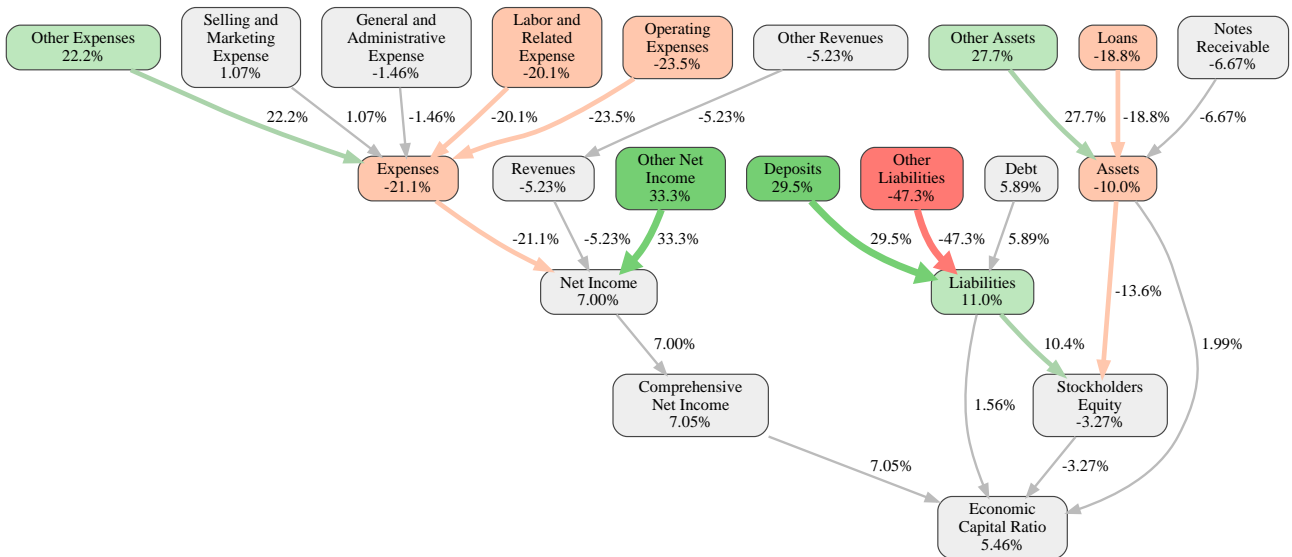 Other Expenses
22.2%
Selling and
Marketing
Expense
1.07%
General and
Administrative
Expense
-1.46%
Labor and
Related
Expense
-20.1%
Operating
Expenses
-23.5%
Other Revenues
-5.23%
Other Assets
27.7%
Loans
-18.8%
Notes
Receivable
-6.67%
22.2%
1.07%
-1.46%
-20.1%
-23.5%
-5.23%
27.7%
-18.8%
-6.67%
Expenses
-21.1%
Revenues
-5.23%
Other Net
Income
33.3%
Deposits
29.5%
Other
Liabilities
-47.3%
Debt
5.89%
Assets
-10.0%
-21.1%
-5.23%
33.3%
29.5%
-47.3%
5.89%
Net Income
7.00%
Liabilities
11.0%
-13.6%
7.00%
10.4%
1.99%
Comprehensive
Net Income
7.05%
1.56%
Stockholders
Equity
-3.27%
7.05%
-3.27%
Economic
Capital Ratio
5.46%